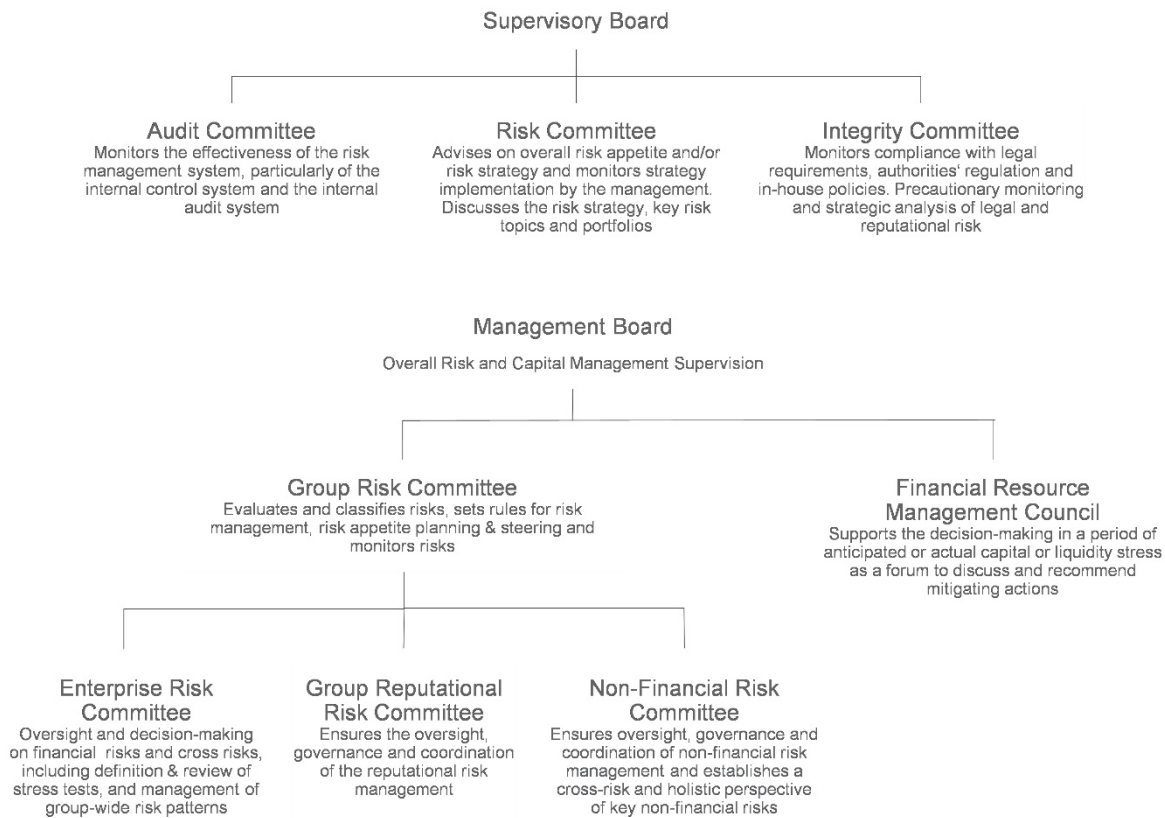 Supervisory Board
Audit Committee
Monitors the effectiveness of the risk
management system, particularly of the
internal control system and the internal
audit system
Risk Committee
Advises on overall risk appetite and/or
risk strategy and monitors strategy
implementation by the management.
Discusses the risk strategy, key risk
topics and portfolios
Integrity Committee
Monitors compliance with legal
requirements, authorities‘ regulation and
in-house policies. Precautionary monitoring
and strategic analysis of legal and
reputational risk
Management Board
Overall Risk and Capital Management Supervision
Group Risk Committee
Evaluates and classifies risks, sets rules for risk
management, risk appetite planning & steering and
monitors risks
Financial Resource
Management Council
Supports the decision-making in a period of
anticipated or actual capital or liquidity stress
as a forum to discuss and recommend
mitigating actions
Enterprise Risk
Committee
Oversight and decision-making
on financial risks and cross risks,
including definition & review of
stress tests, and management of
group-wide risk patterns
Group Reputational
Risk Committee
Ensures the oversight,
governance and coordination
of the reputational risk
management
Non-Financial Risk
Committee
Ensures oversight, governance and
coordination of non-financial risk
management and establishes a
cross-risk and holistic perspective
of key non-financial risks